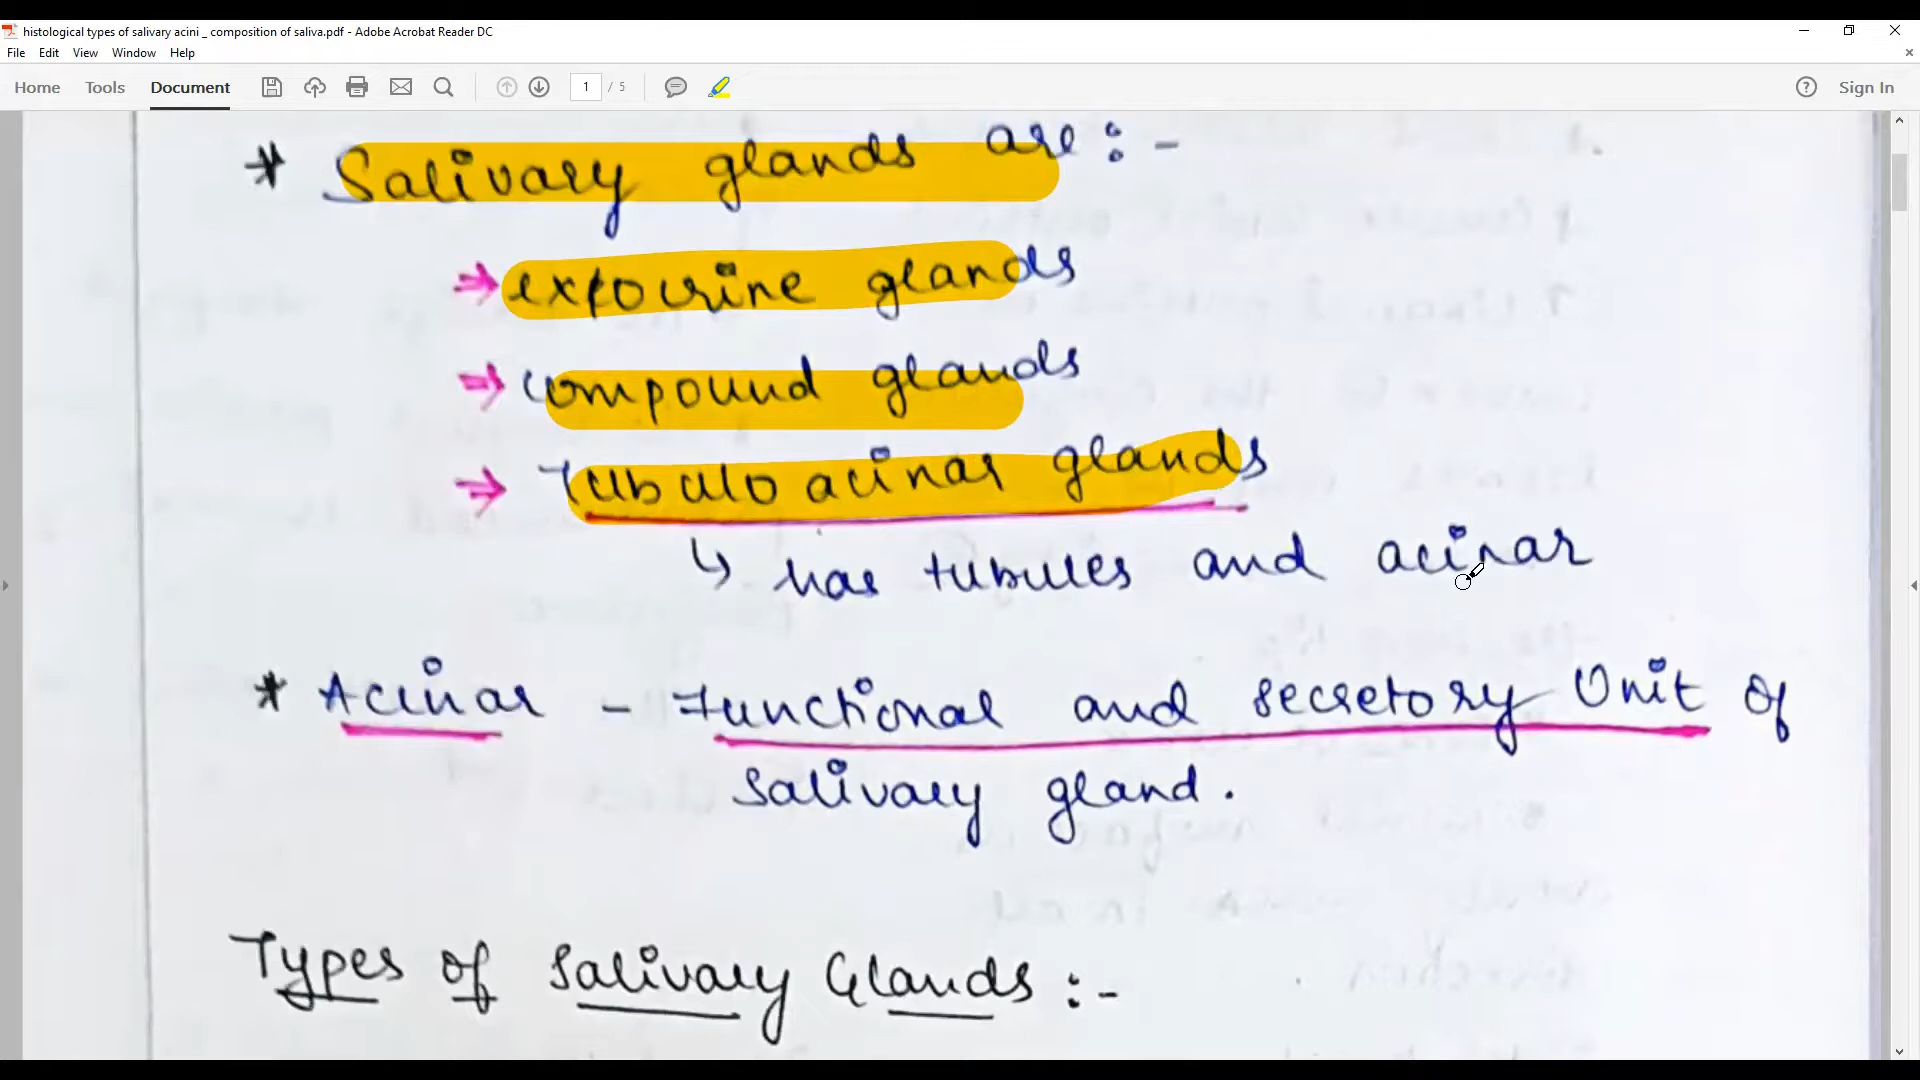 histological types of salivary acini _ composition of saliva.pdf - Adobe Acrobat Reader DC
File Edit View Window Help
Home Tools Document 1 / 5 Sign In
* Salivary glands are :-
→ exocrine glands
→ compound glands
→ Tubulo acinar glands
↳ has tubules and acinar
* Acinar - Functional and secretory Unit of
salivary gland.
Types of Salivary Glands :-